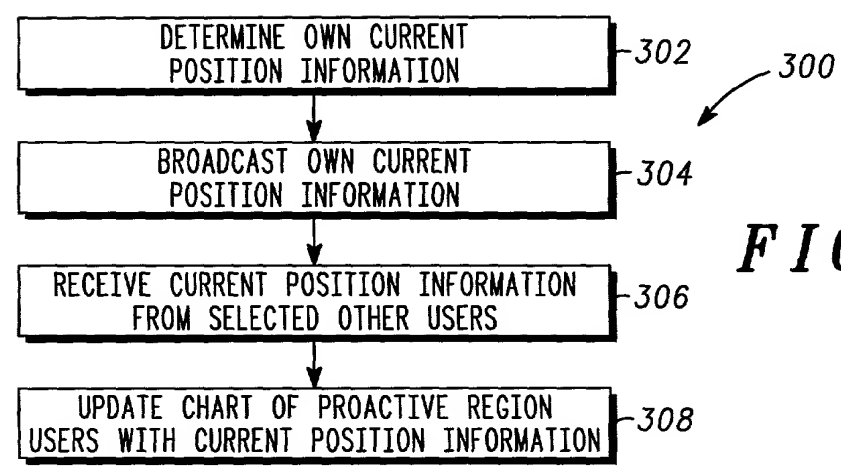 DETERMINE OWN CURRENT
POSITION INFORMATION
302
300
BROADCAST OWN CURRENT
POSITION INFORMATION
304
RECEIVE CURRENT POSITION INFORMATION
FROM SELECTED OTHER USERS
306
UPDATE CHART OF PROACTIVE REGION
USERS WITH CURRENT POSITION INFORMATION
308